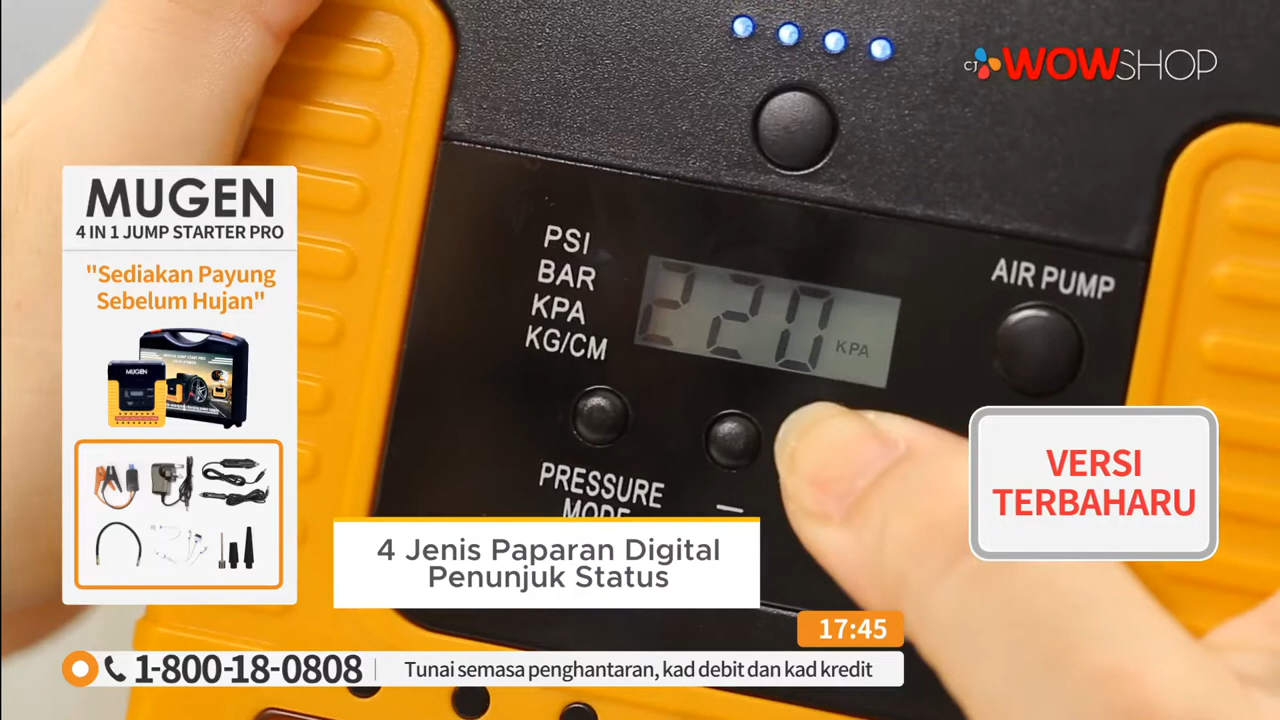 CJ WOWSHOP
MUGEN
4 IN 1 JUMP STARTER PRO
"Sediakan Payung
Sebelum Hujan"
MUGEN
PSI
BAR
KPA
KG/CM
220 KPA
AIR PUMP
PRESSURE
MODE
VERSI
TERBAHARU
4 Jenis Paparan Digital
Penunjuk Status
17:45
1-800-18-0808
Tunai semasa penghantaran, kad debit dan kad kredit